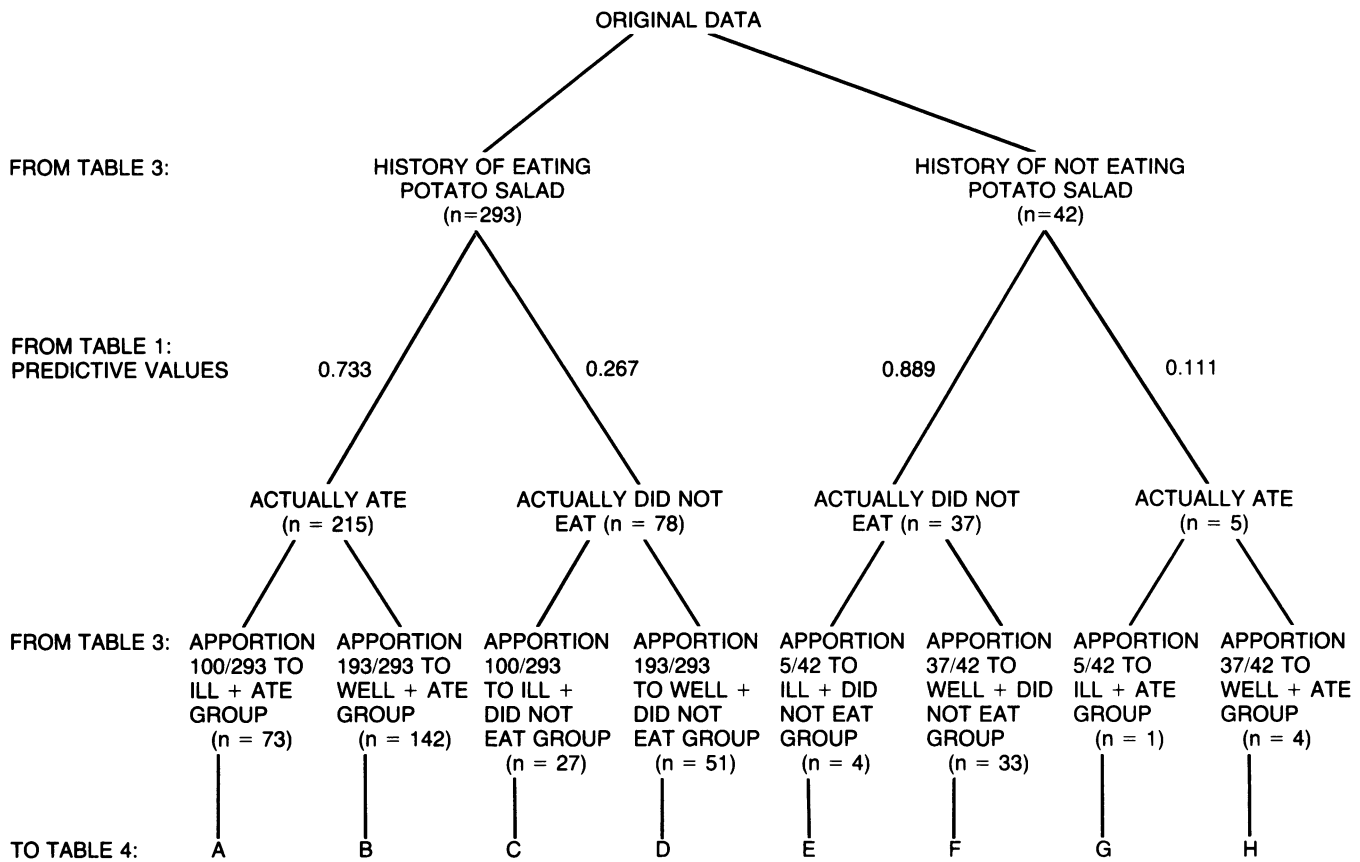 ORIGINAL DATA
FROM TABLE 3:
HISTORY OF EATING
POTATO SALAD
(n=293)
HISTORY OF NOT EATING
POTATO SALAD
(n=42)
FROM TABLE 1:
PREDICTIVE VALUES
0.733
0.267
0.889
0.111
ACTUALLY ATE
(n = 215)
ACTUALLY DID NOT
EAT (n = 78)
ACTUALLY DID NOT
EAT (n = 37)
ACTUALLY ATE
(n = 5)
FROM TABLE 3:
APPORTION
100/293 TO
ILL + ATE
GROUP
(n = 73)
APPORTION
193/293 TO
WELL + ATE
GROUP
(n = 142)
APPORTION
100/293
TO ILL +
DID NOT
EAT GROUP
(n = 27)
APPORTION
193/293
TO WELL +
DID NOT
EAT GROUP
(n = 51)
APPORTION
5/42 TO
ILL + DID
NOT EAT
GROUP
(n = 4)
APPORTION
37/42 TO
WELL + DID
NOT EAT
GROUP
(n = 33)
APPORTION
5/42 TO
ILL + ATE
GROUP
(n = 1)
APPORTION
37/42 TO
WELL + ATE
GROUP
(n = 4)
TO TABLE 4:
A
B
C
D
E
F
G
H